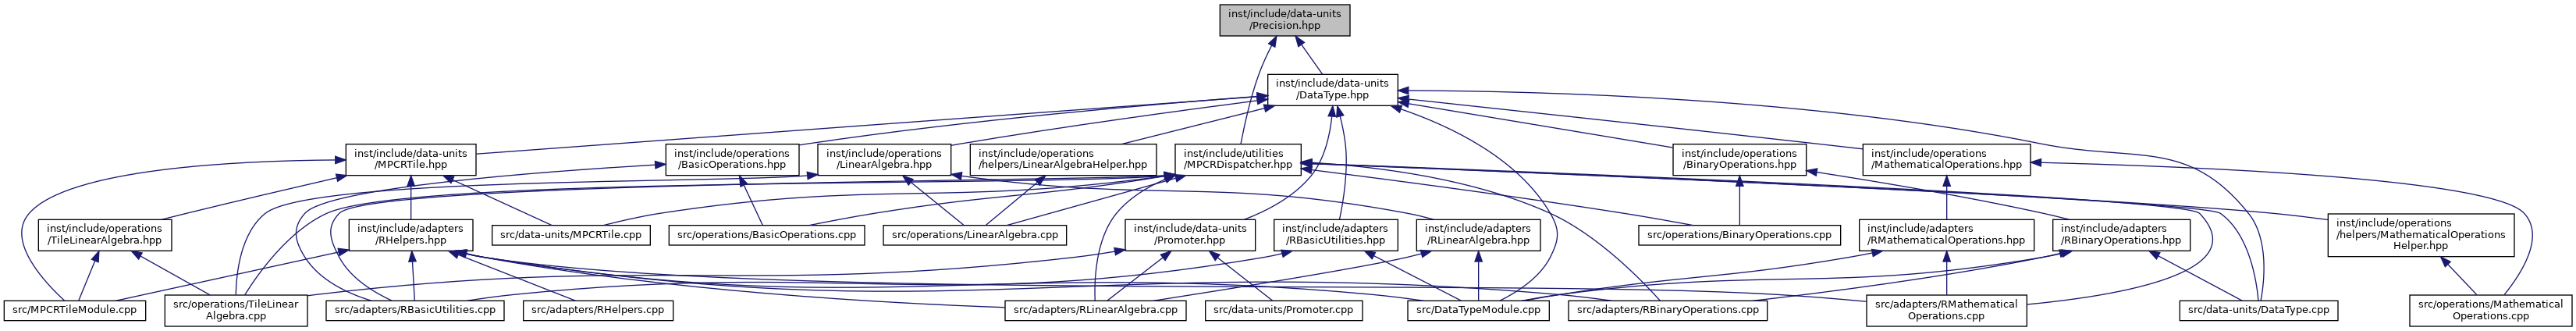 inst/include/data-units
/Precision.hpp
inst/include/data-units
/DataType.hpp
inst/include/data-units
/MPCRTile.hpp
inst/include/operations
/BasicOperations.hpp
inst/include/operations
/LinearAlgebra.hpp
inst/include/operations
/helpers/LinearAlgebraHelper.hpp
inst/include/utilities
/MPCRDispatcher.hpp
inst/include/operations
/BinaryOperations.hpp
inst/include/operations
/MathematicalOperations.hpp
inst/include/operations
/TileLinearAlgebra.hpp
inst/include/adapters
/RHelpers.hpp
src/data-units/MPCRTile.cpp
src/operations/BasicOperations.cpp
src/operations/LinearAlgebra.cpp
inst/include/data-units
/Promoter.hpp
inst/include/adapters
/RBasicUtilities.hpp
inst/include/adapters
/RLinearAlgebra.hpp
src/operations/BinaryOperations.cpp
inst/include/adapters
/RMathematicalOperations.hpp
inst/include/adapters
/RBinaryOperations.hpp
inst/include/operations
/helpers/MathematicalOperations
Helper.hpp
src/MPCRTileModule.cpp
src/operations/TileLinear
Algebra.cpp
src/adapters/RBasicUtilities.cpp
src/adapters/RHelpers.cpp
src/adapters/RLinearAlgebra.cpp
src/data-units/Promoter.cpp
src/DataTypeModule.cpp
src/adapters/RBinaryOperations.cpp
src/adapters/RMathematical
Operations.cpp
src/data-units/DataType.cpp
src/operations/Mathematical
Operations.cpp